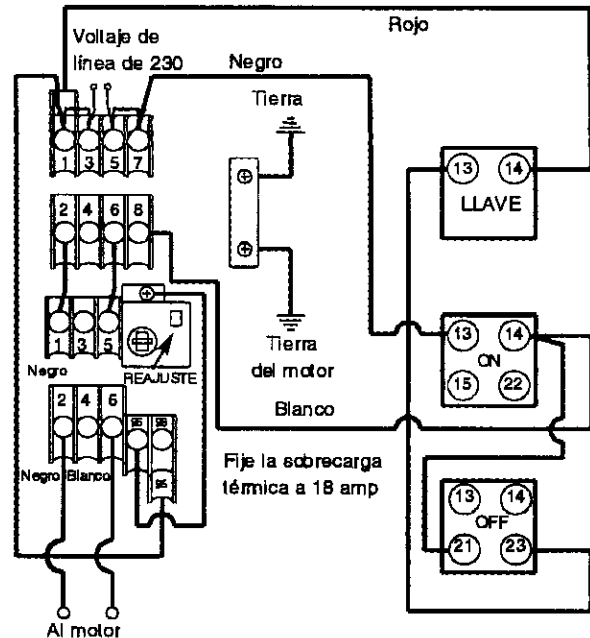 Rojo
Voltaje de
línea de 230
Negro
Tierra
1 3 5 7
13 14
LLAVE
2 4 6 8
13 14
ON
15 22
1 3 5
Negro
REAJUSTE
Tierra
del motor
Blanco
2 4 6
95 96
95
Negro Blanco
Fije la sobrecarga
térmica a 18 amp
13 14
OFF
21 23
Al motor